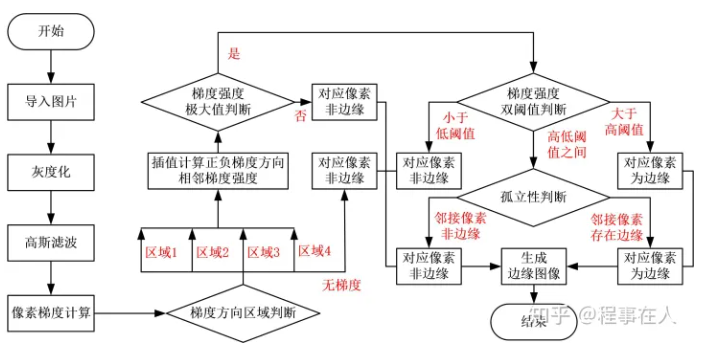 开始
导入图片
灰度化
高斯滤波
像素梯度计算
梯度方向区域判断
区域1
区域2
区域3
区域4
无梯度
插值计算正负梯度方向
相邻梯度强度
梯度强度
极大值判断
是
否
对应像素
非边缘
对应像素
非边缘
梯度强度
双阈值判断
小于
低阈值
高低阈
值之间
大于
高阈值
对应像素
非边缘
对应像素
为边缘
孤立性判断
邻接像素
非边缘
邻接像素
存在边缘
对应像素
非边缘
生成
边缘图像
对应像素
为边缘
结束
知乎 @程事在人